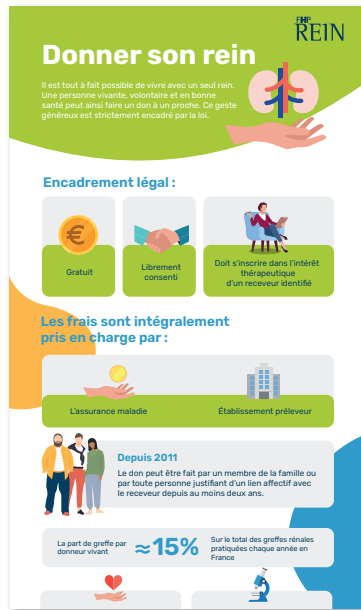 FHP
REIN
Donner son rein
Il est tout à fait possible de vivre avec un seul rein.
Une personne vivante, volontaire et en bonne
santé peut ainsi faire un don à un proche. Ce geste
généreux est strictement encadré par la loi.
Encadrement légal :
€
Gratuit
Librement
consenti
Doit s'inscrire dans l'intérêt
thérapeutique
d'un receveur identifié
Les frais sont intégralement
pris en charge par :
L'assurance maladie
Établissement préleveur
Depuis 2011
Le don peut être fait par un membre de la famille ou
par toute personne justifiant d'un lien affectif avec
le receveur depuis au moins deux ans.
La part de greffe par
donneur vivant
≈15%
Sur le total des greffes rénales
pratiquées chaque année en
France